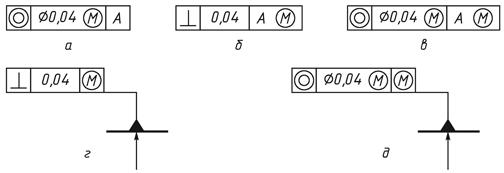 ◎ Ø0,04 Ⓜ A
⊥ 0,04 A Ⓜ
◎ Ø0,04 Ⓜ A Ⓜ
а
б
в
⊥ 0,04 Ⓜ
◎ Ø0,04 Ⓜ Ⓜ
г
д